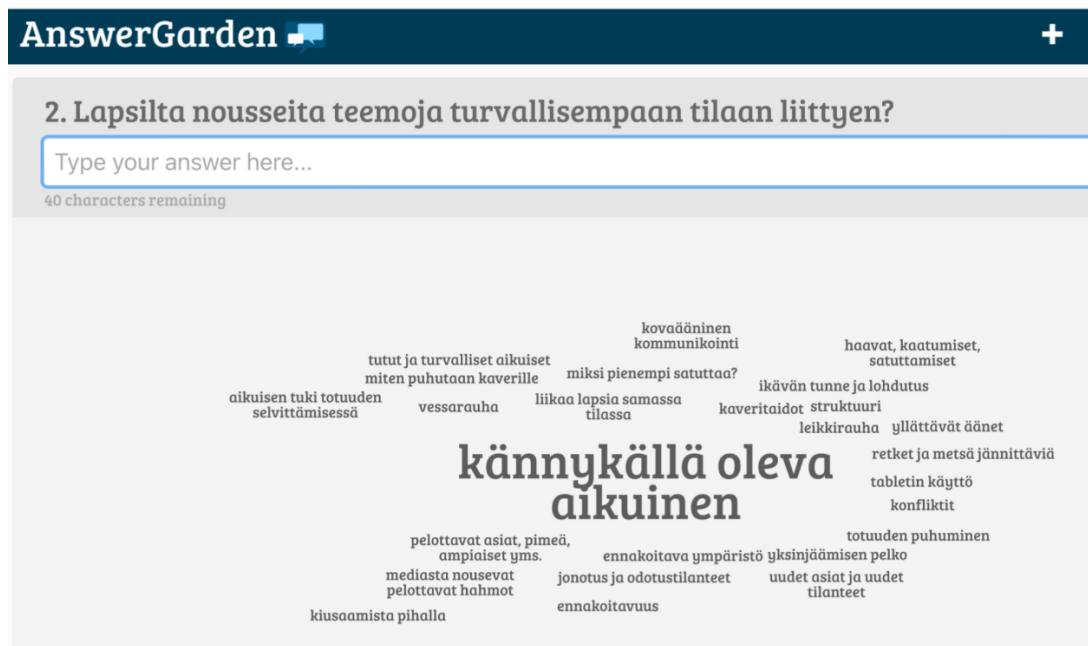 AnswerGarden
2. Lapsilta nousseita teemoja turvallisempaan tilaan liittyen?
Type your answer here...
40 characters remaining
kovaääninen
kommunikointi
haavat, kaatumiset,
satuttamiset
tutut ja turvalliset aikuiset
miten puhutaan kaverille
miksi pienempi satuttaa?
ikävän tunne ja lohdutus
aikuisen tuki totuuden
selvittämisessä
vessarauha
liikaa lapsia samassa
tilassa
kaveritaidot
struktuuri
leikkirauha
yllättävät äänet
kännykällä oleva
aikuinen
retket ja metsä jännittäviä
tabletin käyttö
konfliktit
totuuden puhuminen
pelottavat asiat, pimeä,
ampiaiset yms.
ennakoitava ympäristö
yksinjäämisen pelko
mediasta nousevat
pelottavat hahmot
jonotus ja odotustilanteet
uudet asiat ja uudet
tilanteet
ennakoitavuus
kiusaamista pihalla